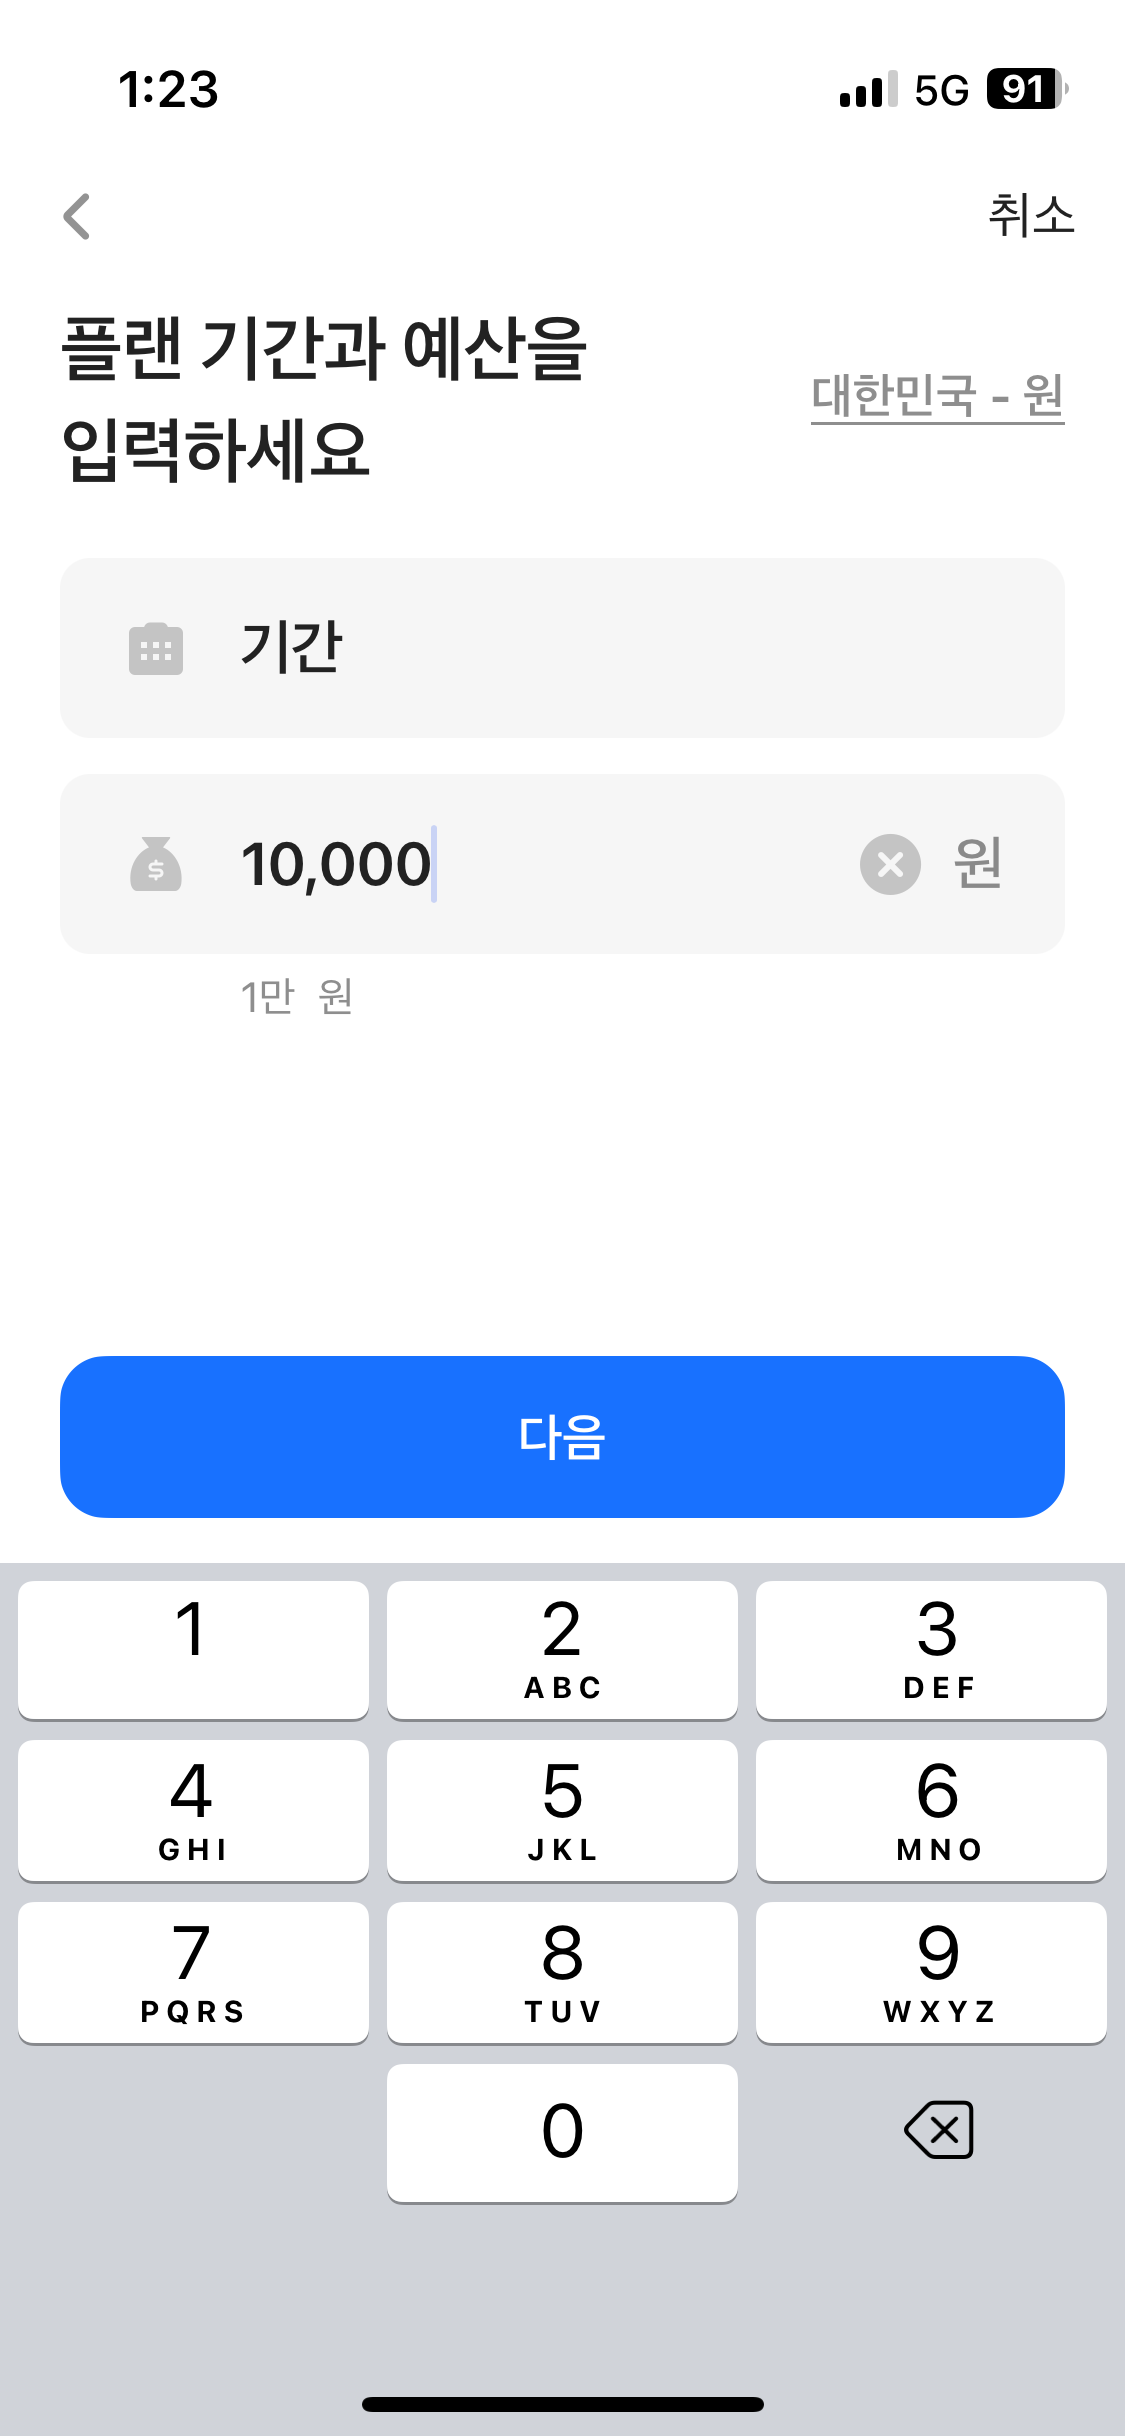 1:23
5G 91
취소
플랜 기간과 예산을
입력하세요
대한민국 - 원
기간
10,000 원
1만 원
다음
1 2 3
ABC DEF
4 5 6
GHI JKL MNO
7 8 9
PQRS TUV WXYZ
0